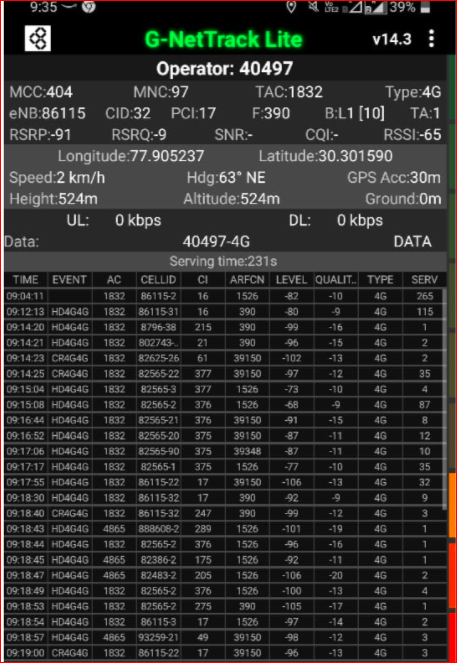 9:35 39%
G-NetTrack Lite v14.3
Operator: 40497
MCC:404 MNC:97 TAC:1832 Type:4G
eNB:86115 CID:32 PCI:17 F:390 B:L1 [10] TA:1
RSRP:-91 RSRQ:-9 SNR:- CQI:- RSSI:-65
Longitude:77.905237 Latitude:30.301590
Speed:2 km/h Hdg:63° NE GPS Acc:30m
Height:524m Altitude:524m Ground:0m
UL: 0 kbps DL: 0 kbps
Data: 40497-4G DATA
Serving time:231s
TIME EVENT AC CELLID CI ARFCN LEVEL QUALIT.. TYPE SERV
09:04:11 1832 86115-2 16 1526 -82 -10 4G 265
09:12:13 HD4G4G 1832 86115-31 16 390 -80 -9 4G 115
09:14:20 HD4G4G 1832 8796-38 215 390 -99 -16 4G 1
09:14:21 HD4G4G 1832 802743-.. 21 390 -96 -15 4G 2
09:14:23 CR4G4G 1832 82625-26 61 39150 -102 -13 4G 2
09:14:25 CR4G4G 1832 82565-22 377 39150 -97 -12 4G 35
09:15:04 HD4G4G 1832 82565-3 377 1526 -73 -10 4G 4
09:15:08 HD4G4G 1832 82565-2 376 1526 -68 -9 4G 87
09:16:44 HD4G4G 1832 82565-21 376 39150 -91 -15 4G 8
09:16:52 HD4G4G 1832 82565-20 375 39150 -87 -11 4G 12
09:17:06 HD4G4G 1832 82565-90 375 39348 -87 -11 4G 10
09:17:17 HD4G4G 1832 82565-1 375 1526 -77 -10 4G 35
09:17:55 HD4G4G 1832 86115-22 17 39150 -106 -13 4G 32
09:18:30 HD4G4G 1832 86115-32 17 390 -92 -9 4G 9
09:18:40 CR4G4G 1832 86115-32 247 390 -99 -12 4G 3
09:18:43 HD4G4G 4865 888608-2 289 1526 -101 -19 4G 1
09:18:44 HD4G4G 1832 82565-2 376 1526 -96 -16 4G 1
09:18:45 HD4G4G 4865 82386-2 175 1526 -92 -11 4G 1
09:18:47 HD4G4G 4865 82483-2 205 1526 -106 -20 4G 2
09:18:49 HD4G4G 1832 82565-2 376 1526 -100 -13 4G 4
09:18:53 HD4G4G 1832 82565-2 275 390 -105 -17 4G 1
09:18:54 HD4G4G 1832 86115-3 17 1526 -97 -14 4G 2
09:18:57 HD4G4G 4865 93259-21 49 39150 -98 -12 4G 3
09:19:00 CR4G4G 1832 86115-22 17 39150 -96 -13 4G 3